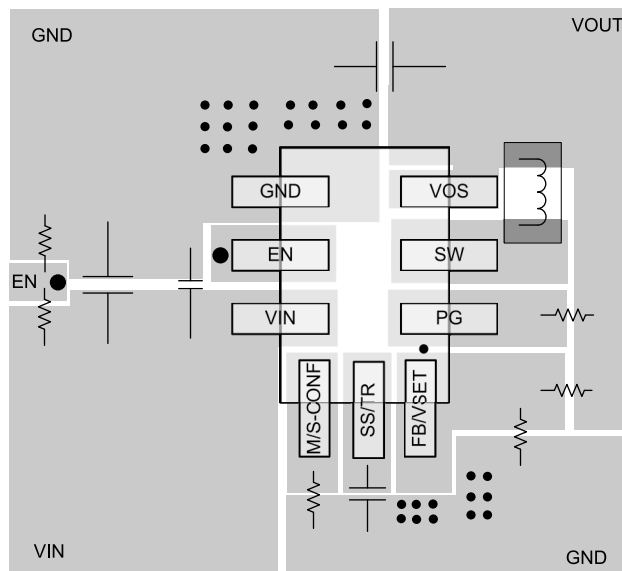 GND
VOUT
GND
VOS
EN
SW
EN
VIN
PG
M/S-CONF
SS/TR
FB/VSET
VIN
GND